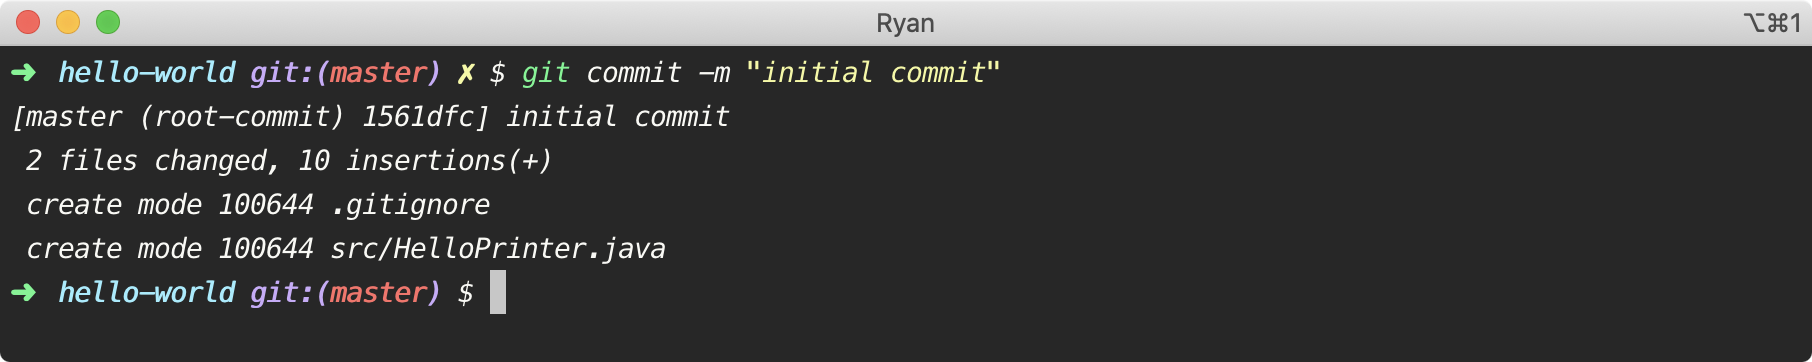 Ryan ⌥⌘1
➜ hello-world git:(master) ✗ $ git commit -m "initial commit"
[master (root-commit) 1561dfc] initial commit
2 files changed, 10 insertions(+)
create mode 100644 .gitignore
create mode 100644 src/HelloPrinter.java
➜ hello-world git:(master) $